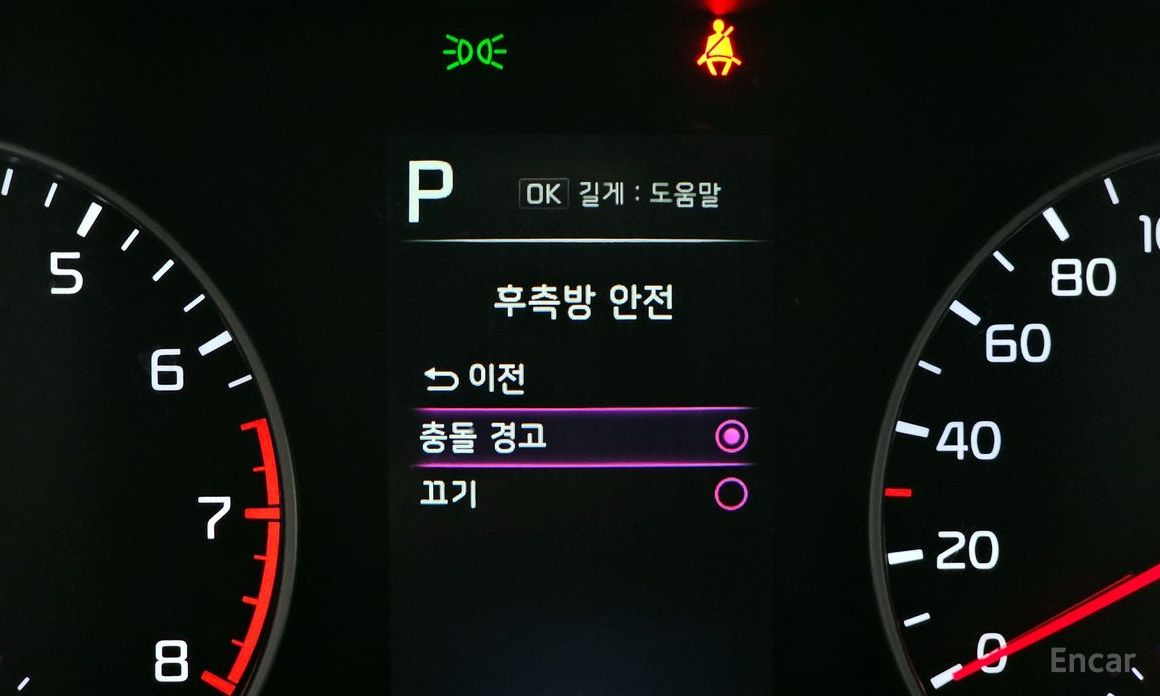 P
OK 길게 : 도움말
후측방 안전
이전
충돌 경고
끄기
5
6
7
8
80
60
40
20
0
Encar